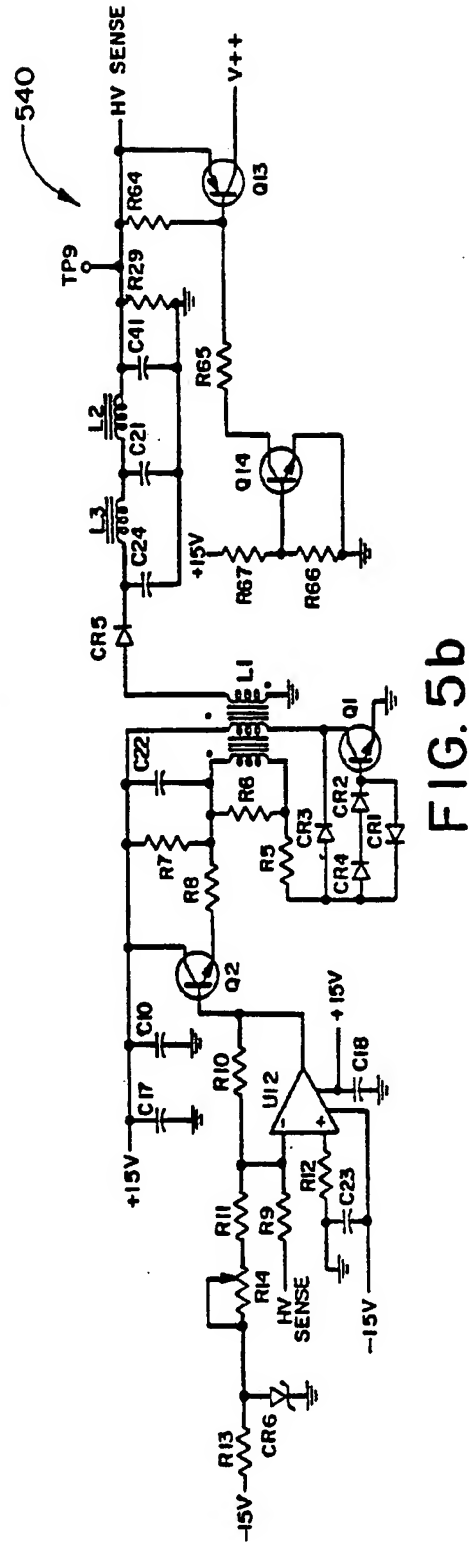 540
HV SENSE
TP9
R64
V++
Q13
R29
C41
L2
C21
L3
C24
CR5
R65
Q14
+15V
R67
R66
L1
C22
R7
R8
R6
R5
CR3
CR4
CR2
CR1
Q1
+15V
C17
C10
Q2
R10
U12
+15V
C18
R11
R9
R12
C23
R14
HV
SENSE
-15V
-15V
R13
CR6
FIG. 5b